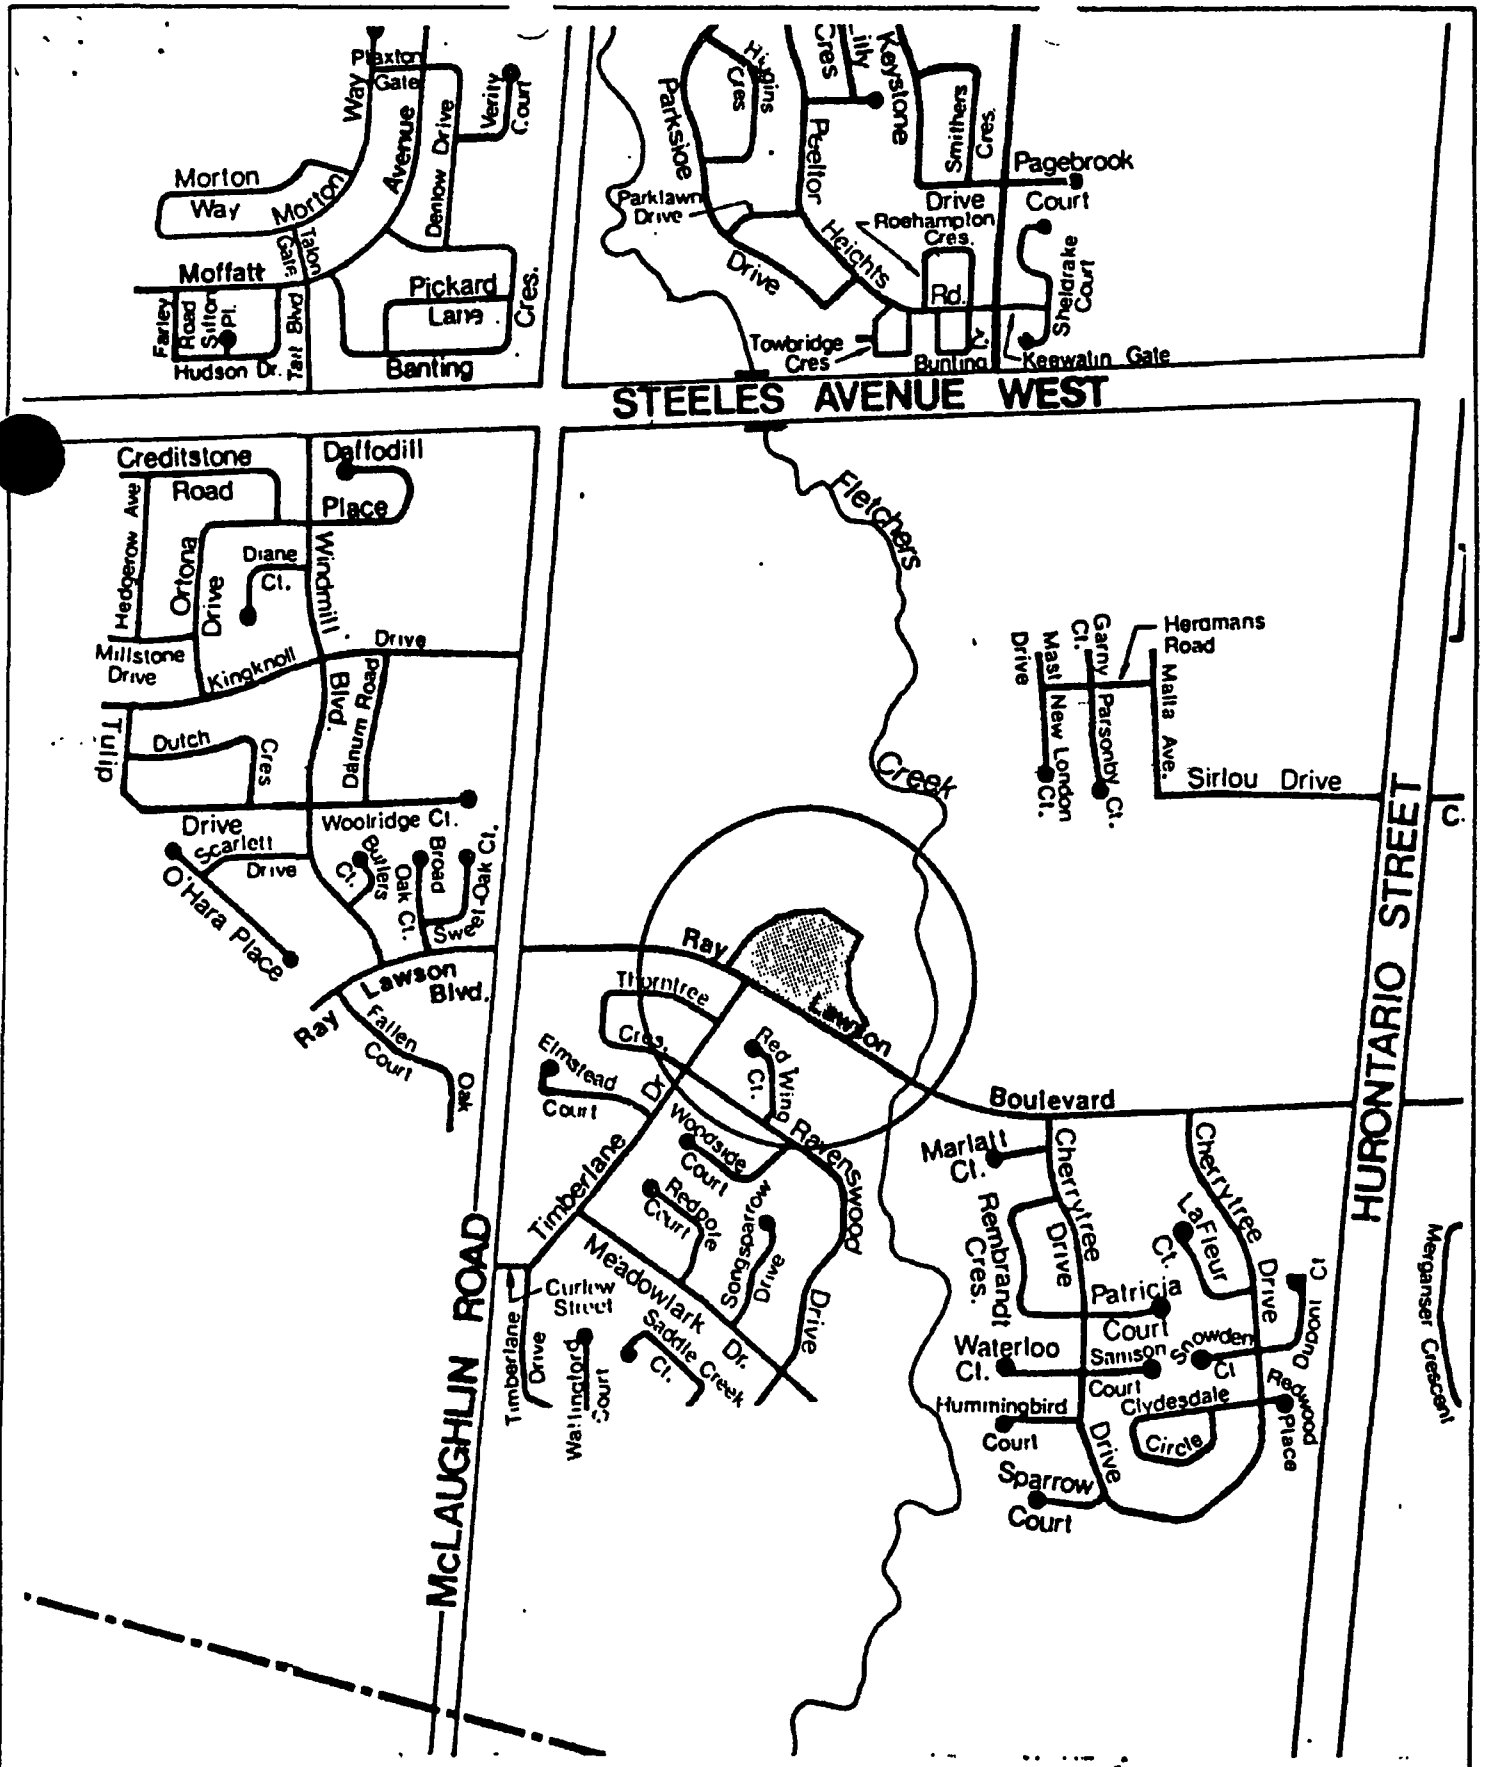 Plaxton
Gate
Way
Avenue
Denlow Drive
Verity
Court
Morton
Way
Morton
Talon
Gate
Moffatt
Farley
Road
Sifton
Pl.
Tait Blvd
Hudson Dr.
Pickard
Lane
Cres.
Banting
Higgins
Cres
Parkside
Parklawn
Drive
Drive
Cres
Peeltor
Heights
Keystone
Smithers
Cres.
Drive
Pagebrook
Court
Roehampton
Cres.
Rd.
Sheldrake
Court
Towbridge
Cres
Bunting
Keewatin Gate
STEELES AVENUE WEST
Creditstone
Road
Daffodill
Place
Hedgerow Ave
Ortona
Drive
Diane
Ct.
Windmill
Blvd.
Millstone
Drive
Kingknoll
Drive
Danum Road
Tulip
Dutch
Cres
Drive
Woolridge Ct.
Scarlett
Drive
O'Hara Place
Butlers
Ct.
Broad
Oak Ct.
Sweet Oak Ct.
Ray
Lawson
Blvd.
Fallen
Court
Oak
Fletchers
Creek
Mast
Drive
Garny
Ct.
Herdmans
Road
New London
Ct.
Parsonby
Ct.
Malta Ave.
Sirlou Drive
C.
HURONTARIO STREET
Ray
Lawson
Boulevard
Thorntree
Cres.
Elmstead
Court
Dr
Timberlane
Red Wing
Ct.
Woodside
Court
Ravenswood
Drive
Redpole
Court
Songsparrow
Drive
Meadowlark
Dr.
Curlew
Street
Timberlane
Drive
Wallingford
Court
Saddle Creek
Ct.
McLAUGHLIN ROAD
Marlatt
Ct.
Cherrytree
Drive
Cherrytree
Drive
Rembrandt
Cres.
LaFleur
Ct.
Patricia
Court
Waterloo
Ct.
Samson
Court
Snowden
Ct
Dugoon
Ct
Hummingbird
Court
Clydesdale
Circle
Redwood
Place
Drive
Sparrow
Court
Merganser Crescent